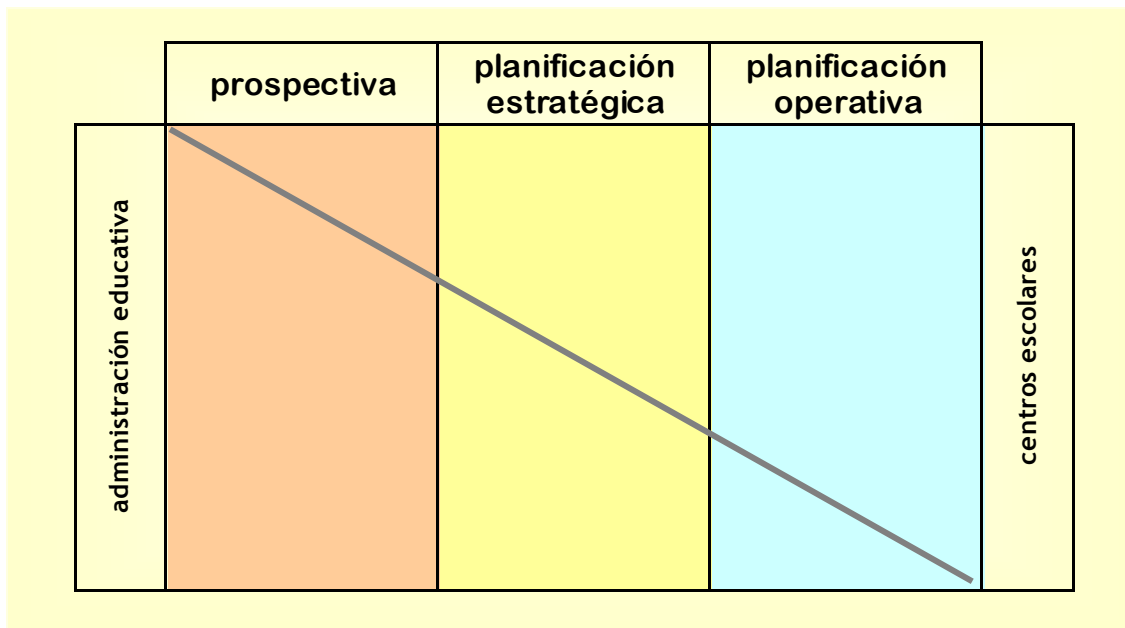 prospectiva
planificación
estratégica
planificación
operativa
administración educativa
centros escolares